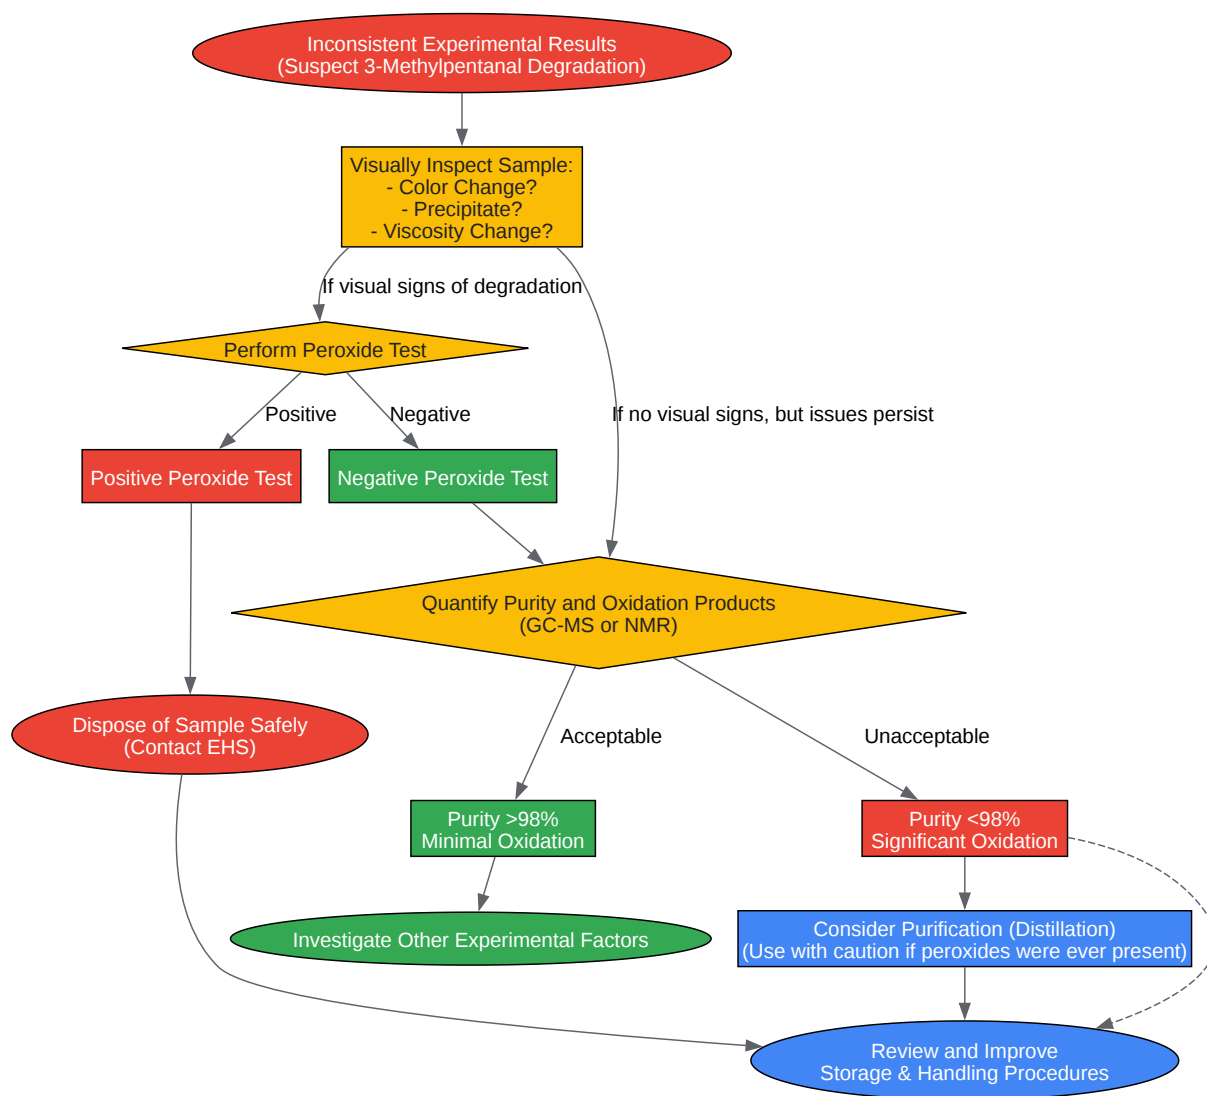 Inconsistent Experimental Results
(Suspect 3-Methylpentanal Degradation)
Visually Inspect Sample:
- Color Change?
- Precipitate?
- Viscosity Change?
If visual signs of degradation
Perform Peroxide Test
Positive
Negative
If no visual signs, but issues persist
Positive Peroxide Test
Negative Peroxide Test
Quantify Purity and Oxidation Products
(GC-MS or NMR)
Dispose of Sample Safely
(Contact EHS)
Acceptable
Unacceptable
Purity >98%
Minimal Oxidation
Purity <98%
Significant Oxidation
Investigate Other Experimental Factors
Consider Purification (Distillation)
(Use with caution if peroxides were ever present)
Review and Improve
Storage & Handling Procedures